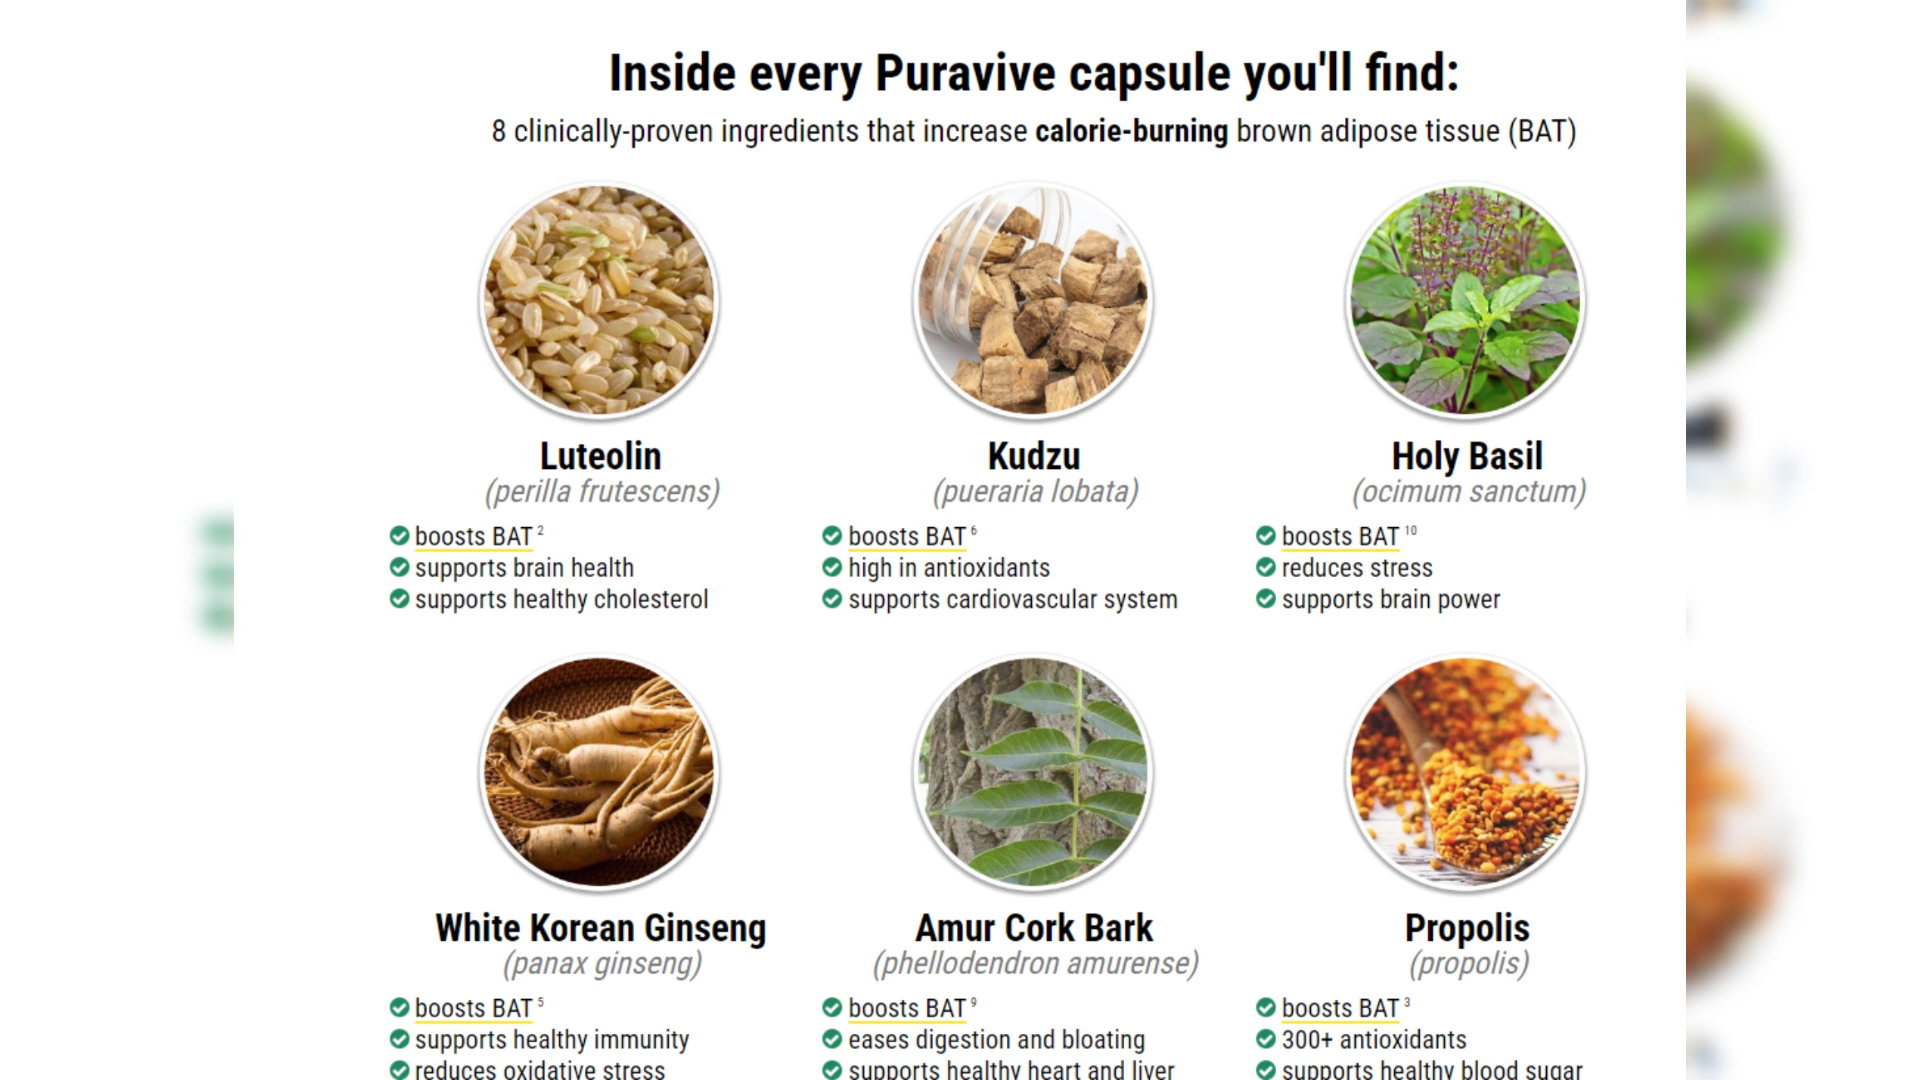 Inside every Puravive capsule you'll find:
8 clinically-proven ingredients that increase calorie-burning brown adipose tissue (BAT)
Luteolin
(perilla frutescens)
boosts BAT 2
supports brain health
supports healthy cholesterol
Kudzu
(pueraria lobata)
boosts BAT 6
high in antioxidants
supports cardiovascular system
Holy Basil
(ocimum sanctum)
boosts BAT 10
reduces stress
supports brain power
White Korean Ginseng
(panax ginseng)
boosts BAT 5
supports healthy immunity
reduces oxidative stress
Amur Cork Bark
(phellodendron amurense)
boosts BAT 9
eases digestion and bloating
supports healthy heart and liver
Propolis
(propolis)
boosts BAT 3
300+ antioxidants
supports healthy blood sugar